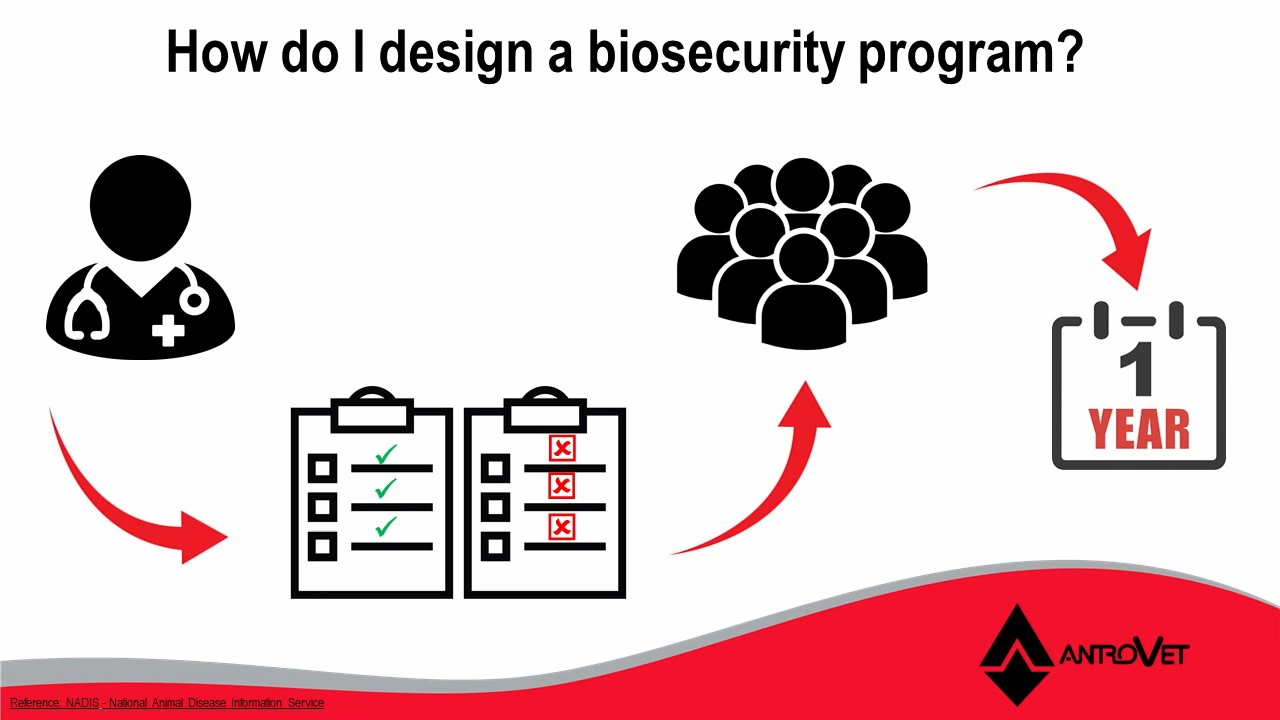 How do I design a biosecurity program?
1
YEAR
ANTROVET
Reference: NADIS - National Animal Disease Information Service